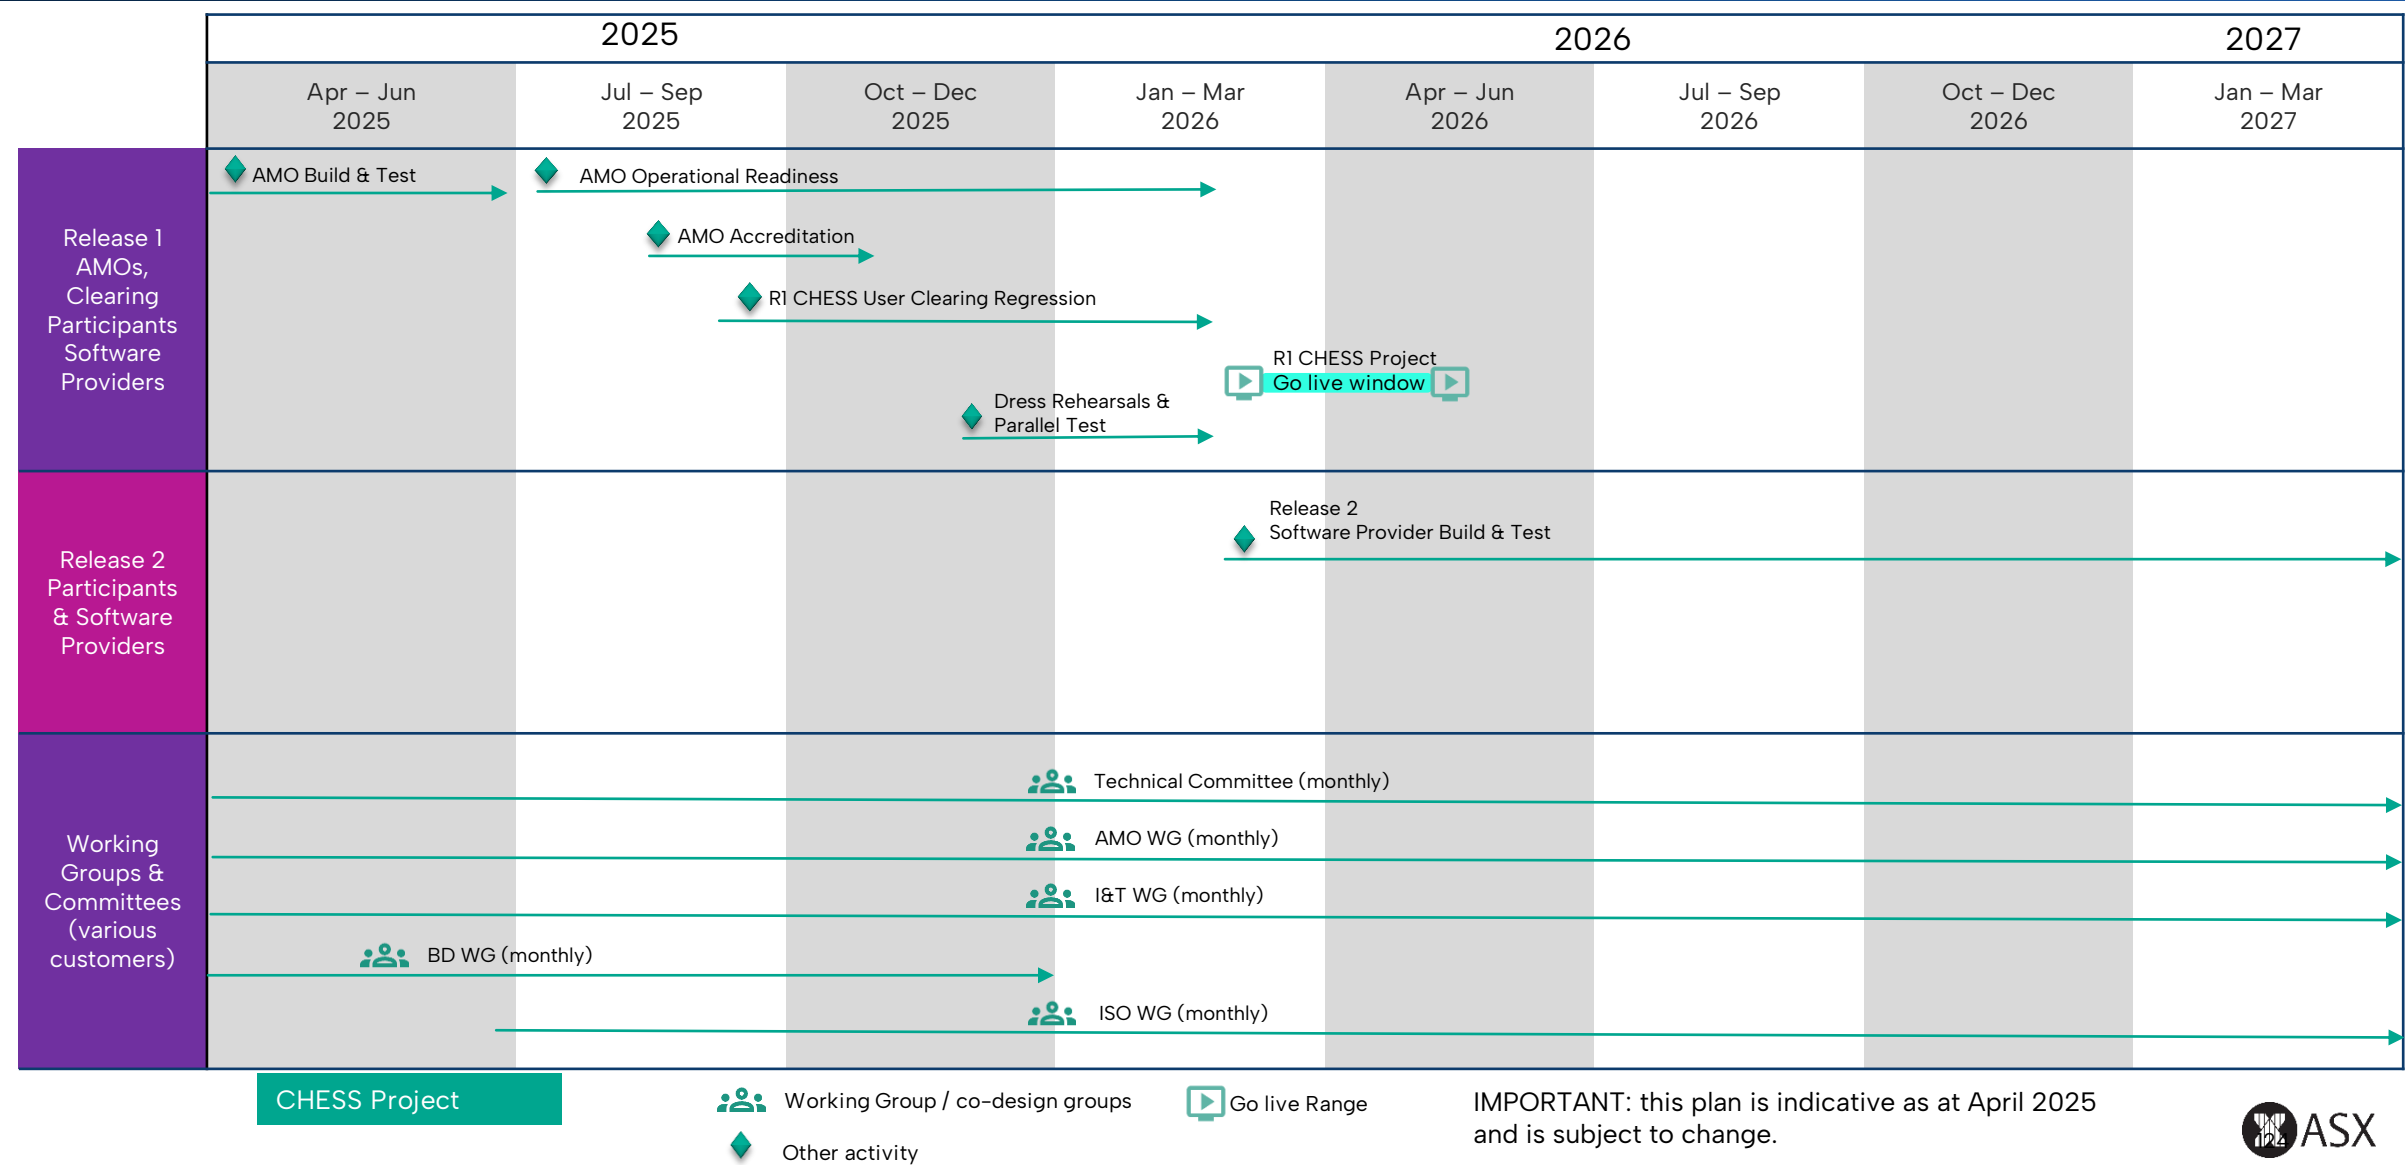 2025
2026
2027
Apr – Jun
2025
Jul – Sep
2025
Oct – Dec
2025
Jan – Mar
2026
Apr – Jun
2026
Jul – Sep
2026
Oct – Dec
2026
Jan – Mar
2027
Release 1
AMOs,
Clearing
Participants
Software
Providers
AMO Build & Test
AMO Operational Readiness
AMO Accreditation
R1 CHESS User Clearing Regression
R1 CHESS Project
Go live window
Dress Rehearsals &
Parallel Test
Release 2
Participants
& Software
Providers
Release 2
Software Provider Build & Test
Working
Groups &
Committees
(various
customers)
Technical Committee (monthly)
AMO WG (monthly)
I&T WG (monthly)
BD WG (monthly)
ISO WG (monthly)
CHESS Project
Working Group / co-design groups
Other activity
Go live Range
IMPORTANT: this plan is indicative as at April 2025
and is subject to change.
ASX